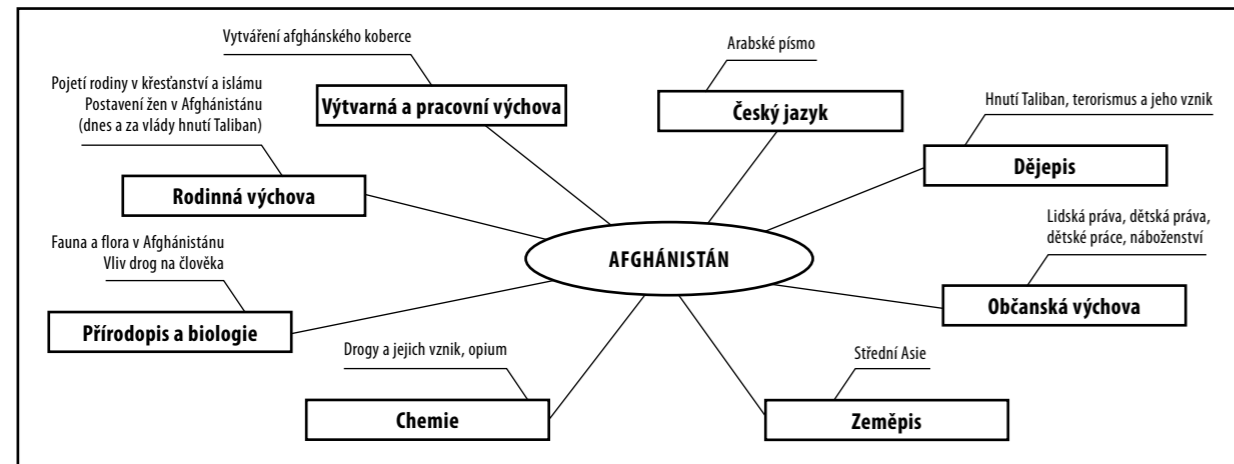 Vytváření afghánského koberce
Výtvarná a pracovní výchova
Arabské písmo
Český jazyk
Pojetí rodiny v křesťanství a islámu
Postavení žen v Afghánistánu
(dnes a za vlády hnutí Taliban)
Rodinná výchova
Hnutí Taliban, terorismus a jeho vznik
Dějepis
AFGHÁNISTÁN
Fauna a flora v Afghánistánu
Vliv drog na člověka
Přírodopis a biologie
Lidská práva, dětská práva,
dětské práce, náboženství
Občanská výchova
Drogy a jejich vznik, opium
Chemie
Střední Asie
Zeměpis